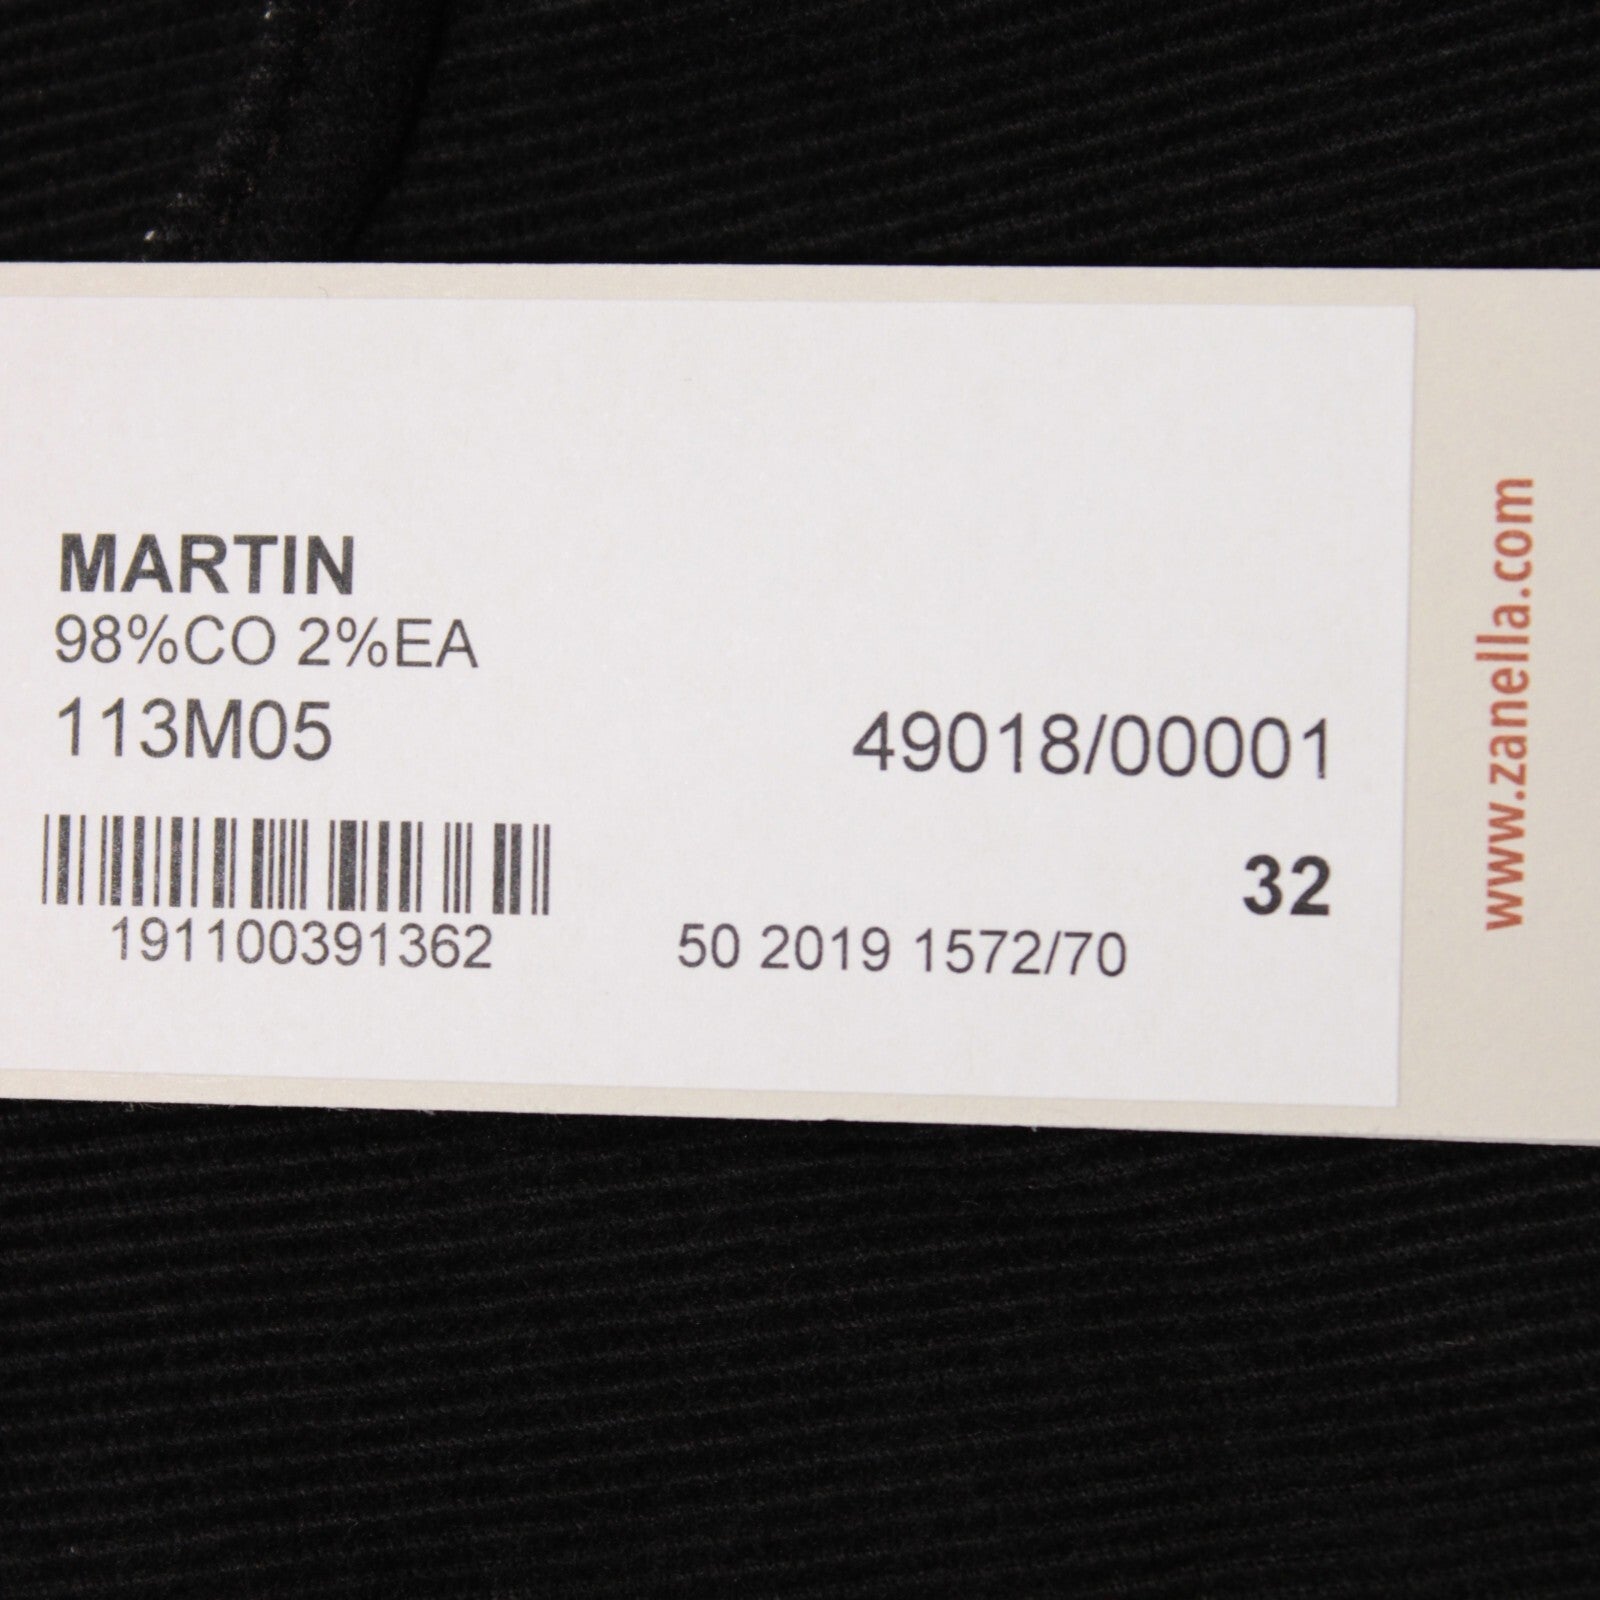 MARTIN
98%CO 2%EA
113M05
49018/00001
32
191100391362
50 2019 1572/70
www.zanella.com